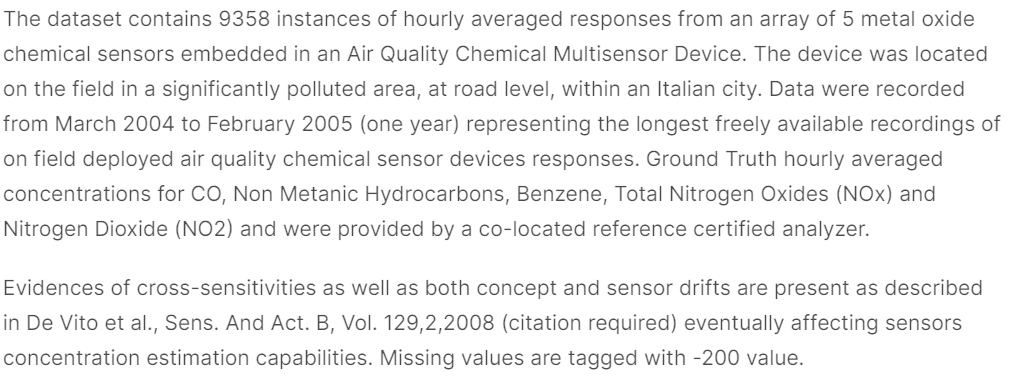 The dataset contains 9358 instances of hourly averaged responses from an array of 5 metal oxide
chemical sensors embedded in an Air Quality Chemical Multisensor Device. The device was located
on the field in a significantly polluted area, at road level, within an Italian city. Data were recorded
from March 2004 to February 2005 (one year) representing the longest freely available recordings of
on field deployed air quality chemical sensor devices responses. Ground Truth hourly averaged
concentrations for CO, Non Metanic Hydrocarbons, Benzene, Total Nitrogen Oxides (NOx) and
Nitrogen Dioxide (NO2) and were provided by a co-located reference certified analyzer.
Evidences of cross-sensitivities as well as both concept and sensor drifts are present as described
in De Vito et al., Sens. And Act. B, Vol. 129,2,2008 (citation required) eventually affecting sensors
concentration estimation capabilities. Missing values are tagged with -200 value.